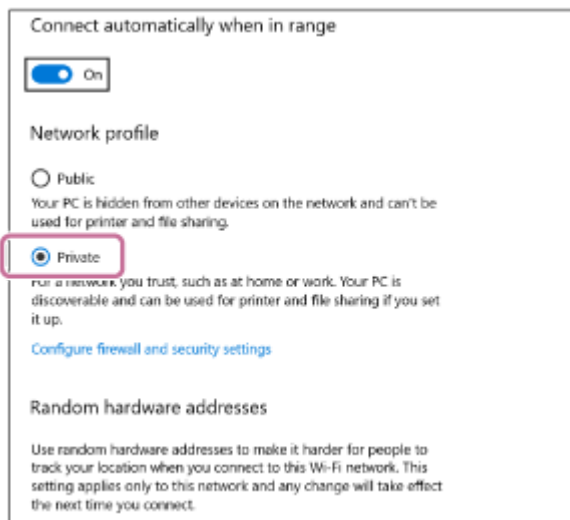 Connect automatically when in range
On
Network profile
Public
Your PC is hidden from other devices on the network and can't be
used for printer and file sharing.
Private
For a network you trust, such as at home or work. Your PC is
discoverable and can be used for printer and file sharing if you set
it up.
Configure firewall and security settings
Random hardware addresses
Use random hardware addresses to make it harder for people to
track your location when you connect to this Wi-Fi network. This
setting applies only to this network and any change will take effect
the next time you connect.